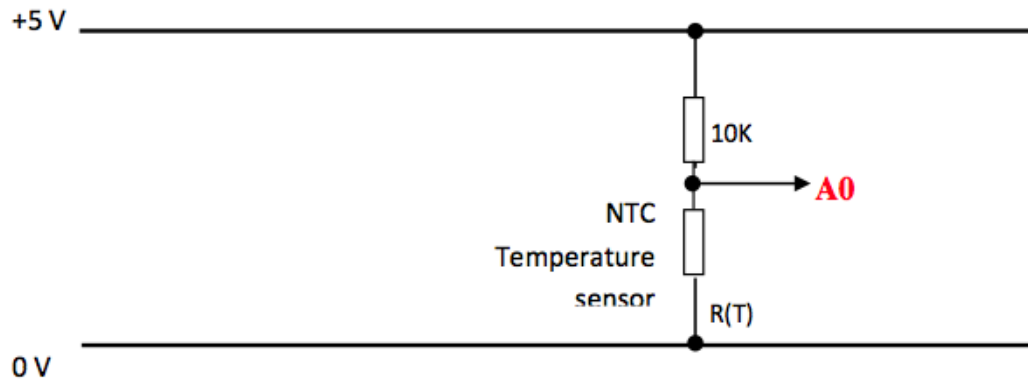 +5 V
10K
A0
NTC
Temperature
sensor
R(T)
0 V